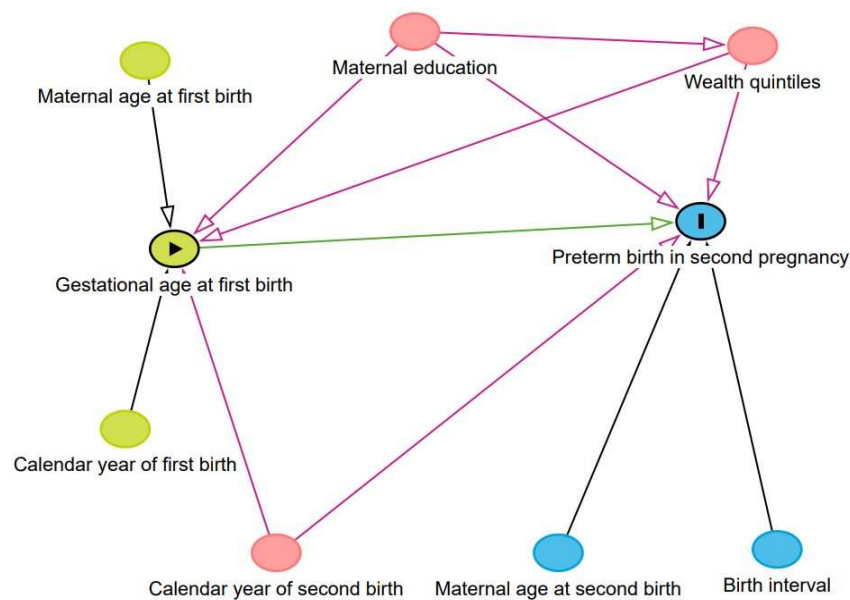 Maternal education
Wealth quintiles
Maternal age at first birth
Preterm birth in second pregnancy
Gestational age at first birth
Calendar year of first birth
Calendar year of second birth
Maternal age at second birth
Birth interval